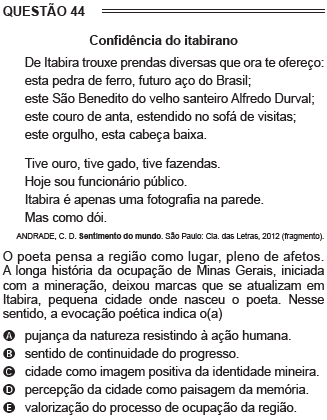 QUESTÃO 44
Confidência do itabirano
De Itabira trouxe prendas diversas que ora te ofereço:
esta pedra de ferro, futuro aço do Brasil;
este São Benedito do velho santeiro Alfredo Durval;
este couro de anta, estendido no sofá de visitas;
este orgulho, esta cabeça baixa.
Tive ouro, tive gado, tive fazendas.
Hoje sou funcionário público.
Itabira é apenas uma fotografia na parede.
Mas como dói.
ANDRADE, C. D. Sentimento do mundo. São Paulo: Cia. das Letras, 2012 (fragmento).
O poeta pensa a região como lugar, pleno de afetos.
A longa história da ocupação de Minas Gerais, iniciada
com a mineração, deixou marcas que se atualizam em
Itabira, pequena cidade onde nasceu o poeta. Nesse
sentido, a evocação poética indica o(a)
A pujança da natureza resistindo à ação humana.
B sentido de continuidade do progresso.
C cidade como imagem positiva da identidade mineira.
D percepção da cidade como paisagem da memória.
E valorização do processo de ocupação da região.